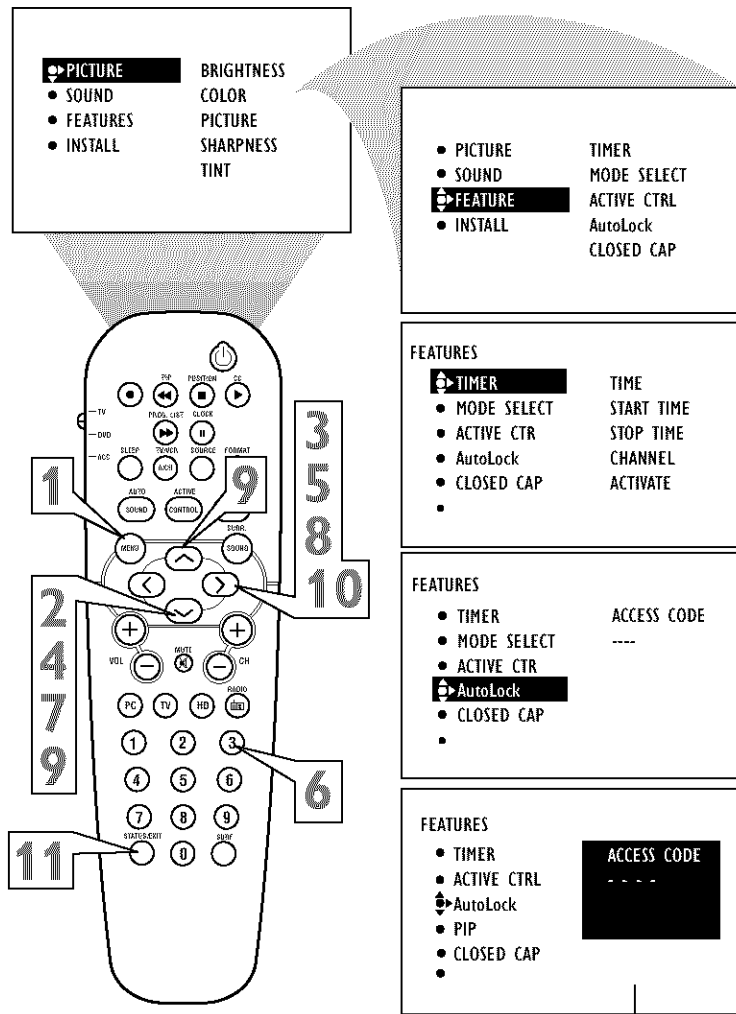 PICTURE BRIGHTNESS
SOUND COLOR
FEATURES PICTURE
INSTALL SHARPNESS
TINT
PICTURE TIMER
SOUND MODE SELECT
FEATURE ACTIVE CTRL
INSTALL AutoLock
CLOSED CAP
FEATURES
TIMER TIME
MODE SELECT START TIME
ACTIVE CTR STOP TIME
AutoLock CHANNEL
CLOSED CAP ACTIVATE
FEATURES
TIMER ACCESS CODE
MODE SELECT ----
ACTIVE CTR
AutoLock
CLOSED CAP
FEATURES
TIMER ACCESS CODE
ACTIVE CTRL - - - -
AutoLock
PIP
CLOSED CAP
PIP POSITION CC
TV
PROG. LIST CLOCK
DVD
ACC SLEEP TV/VCR SOURCE FORMAT
A/CH
AUTO ACTIVE
SOUND CONTROL
SURR.
MENU SOUND
VOL MUTE CH
RADIO
PC TV HD
1 2 3
4 5 6
7 8 9
STATUS/EXIT SURF
0
1
9
3
5
8
10
2
4
7
9
6
11